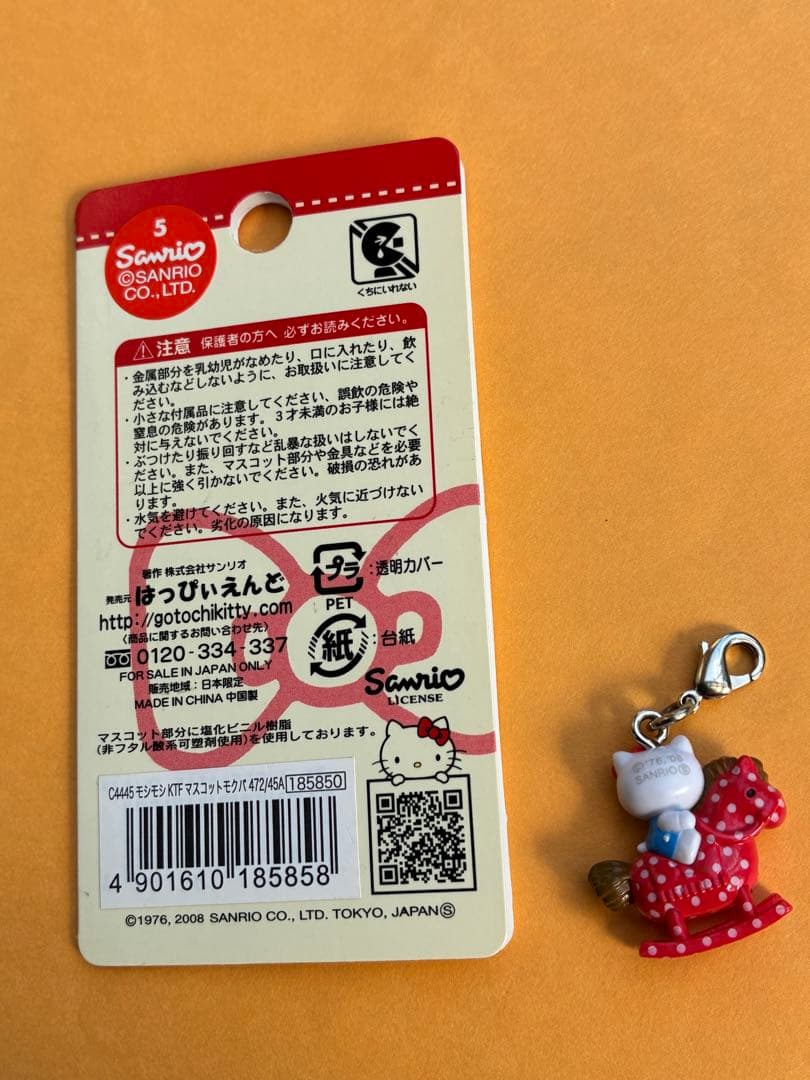 5
Sanrio
©SANRIO
CO.,LTD.
くちにいれない
注意 保護者の方へ 必ずお読みください。
・金属部分を乳幼児がなめたり、口に入れたり、飲
み込むなどしないように、お取扱いに注意してく
ださい。
・小さな付属品に注意してください、誤飲の危険や
窒息の危険があります。3才未満のお子様には絶
対に与えないでください。
・ぶつけたり振り回すなど乱暴な扱いはしないでく
ださい。また、マスコット部分や金具などを必要
以上に強く引かないでください。破損の恐れがあ
ります。
・水気を避けてください。また、火気に近づけない
でください。劣化の原因になります。
著作 株式会社サンリオ
発売元 はっぴぃえんど
http://gotochikitty.com
〈商品に関するお問い合わせ先〉
0120-334-337
FOR SALE IN JAPAN ONLY
販売地域:日本限定
MADE IN CHINA 中国製
プラ:透明カバー
PET
紙:台紙
Sanrio
LICENSE
マスコット部分に塩化ビニル樹脂
(非フタル酸系可塑剤使用)を使用しております。
C4445 モシモシ KTF マスコットモクバ 472/45A 185850
4 901610 185858
©1976, 2008 SANRIO CO., LTD. TOKYO, JAPANⓈ
©'76,'08
SANRIOⓈ